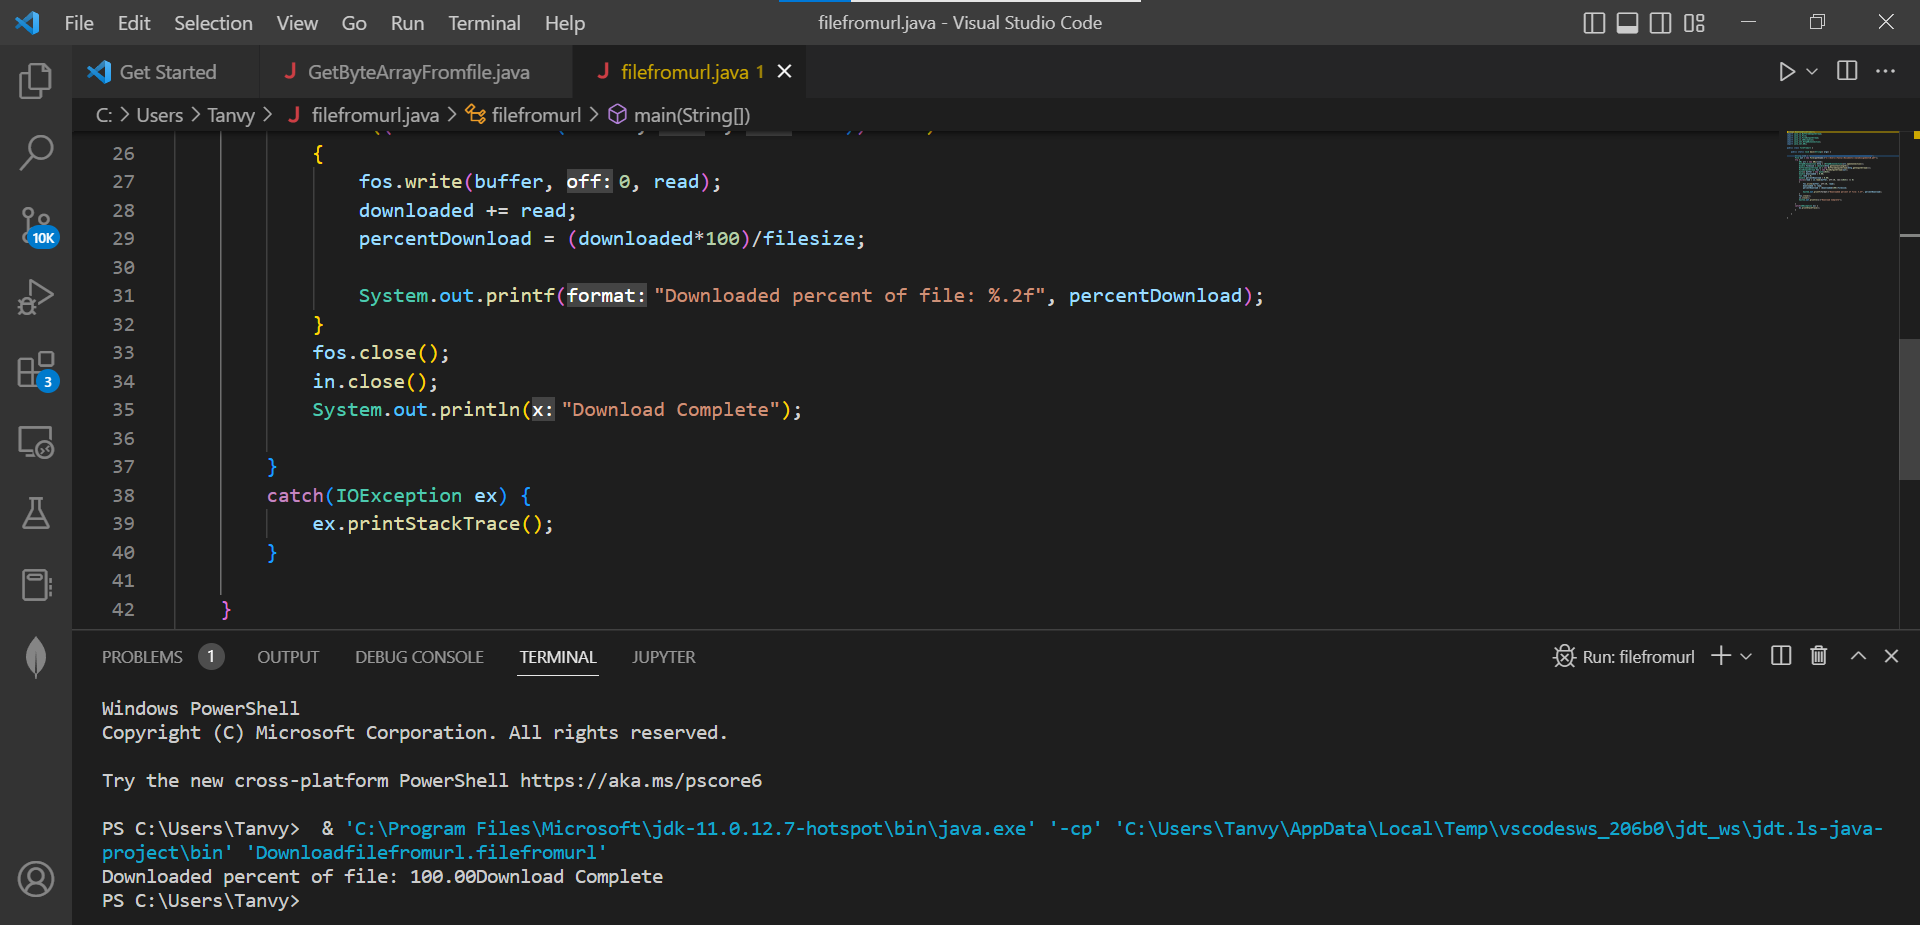 File Edit Selection View Go Run Terminal Help filefromurl.java - Visual Studio Code
Get Started GetByteArrayFromfile.java filefromurl.java 1
C: > Users > Tanvy > filefromurl.java > filefromurl > main(String[])
26 {
27 fos.write(buffer, off: 0, read);
28 downloaded += read;
29 percentDownload = (downloaded*100)/filesize;
30
31 System.out.printf(format: "Downloaded percent of file: %.2f", percentDownload);
32 }
33 fos.close();
34 in.close();
35 System.out.println(x: "Download Complete");
36
37 }
38 catch(IOException ex) {
39 ex.printStackTrace();
40 }
41
42 }
10K
3
PROBLEMS 1 OUTPUT DEBUG CONSOLE TERMINAL JUPYTER Run: filefromurl
Windows PowerShell
Copyright (C) Microsoft Corporation. All rights reserved.
Try the new cross-platform PowerShell https://aka.ms/pscore6
PS C:\Users\Tanvy> & 'C:\Program Files\Microsoft\jdk-11.0.12.7-hotspot\bin\java.exe' '-cp' 'C:\Users\Tanvy\AppData\Local\Temp\vscodesws_206b0\jdt_ws\jdt.ls-java-
project\bin' 'Downloadfilefromurl.filefromurl'
Downloaded percent of file: 100.00Download Complete
PS C:\Users\Tanvy>